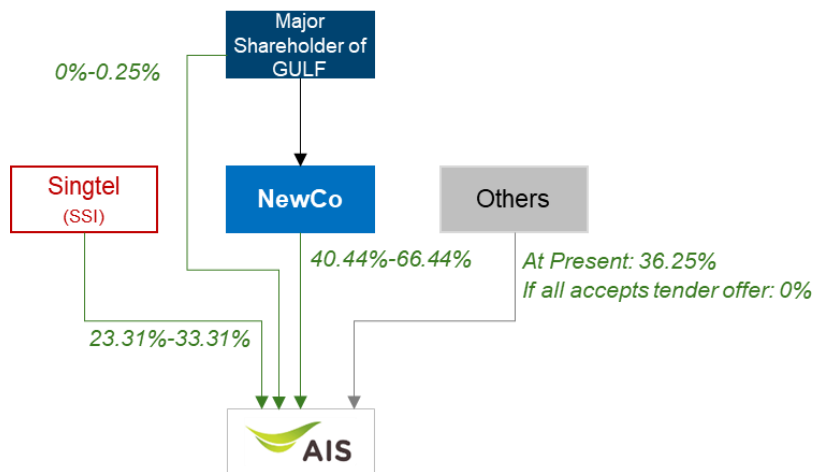 Major
Shareholder of
GULF
0%-0.25%
Singtel
(SSI)
NewCo
Others
40.44%-66.44%
At Present: 36.25%
If all accepts tender offer: 0%
23.31%-33.31%
AIS